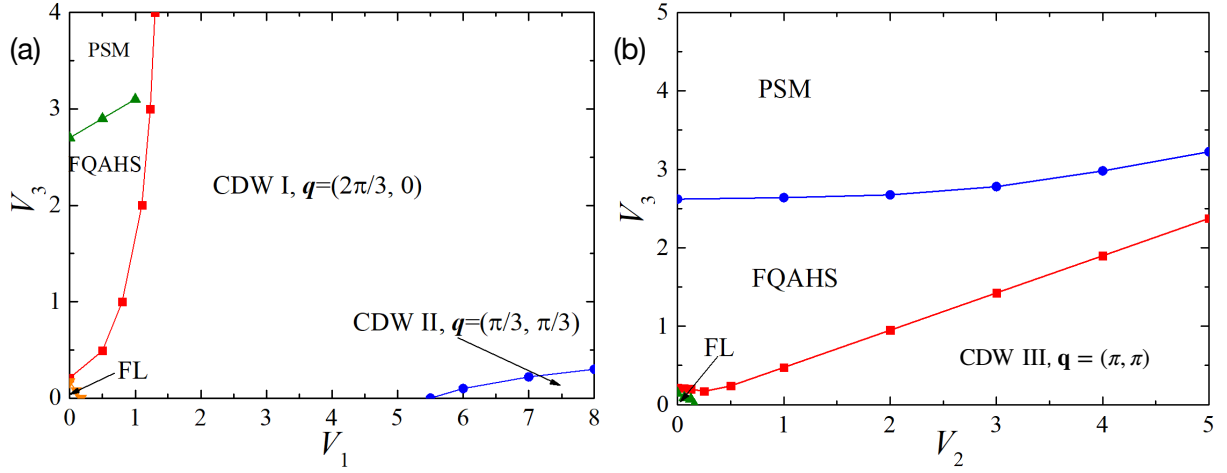 (a)
4
3
2
1
0
V3
PSM
FQAHS
CDW I, q=(2π/3, 0)
CDW II, q=(π/3, π/3)
FL
0 1 2 3 4 5 6 7 8
V1
(b)
5
4
3
2
1
0
V3
PSM
FQAHS
FL
CDW III, q = (π, π)
0 1 2 3 4 5
V2